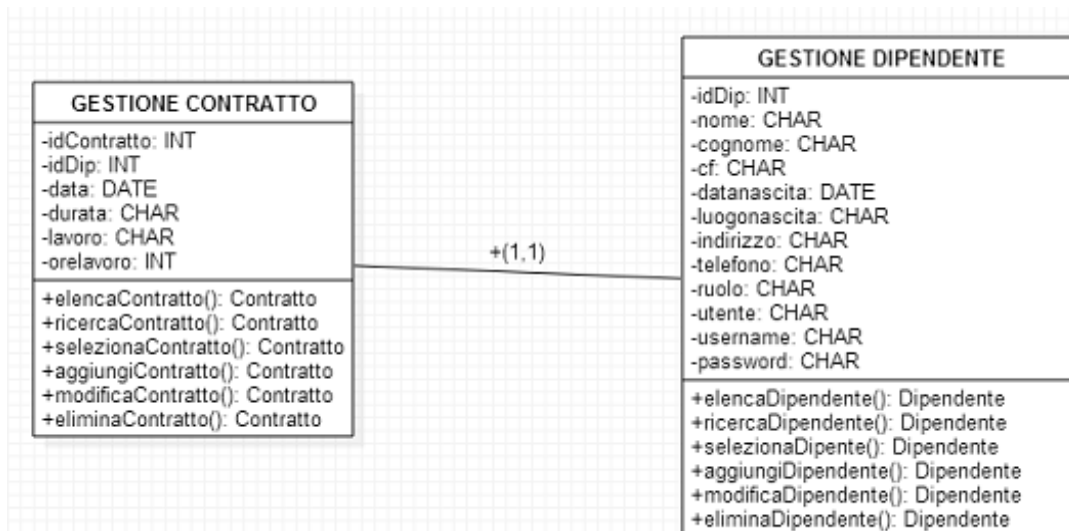 GESTIONE CONTRATTO
-idContratto: INT
-idDip: INT
-data: DATE
-durata: CHAR
-lavoro: CHAR
-orelavoro: INT
+elencaContratto(): Contratto
+ricercaContratto(): Contratto
+selezionaContratto(): Contratto
+aggiungiContratto(): Contratto
+modificaContratto(): Contratto
+eliminaContratto(): Contratto
+(1,1)
GESTIONE DIPENDENTE
-idDip: INT
-nome: CHAR
-cognome: CHAR
-cf: CHAR
-datanascita: DATE
-luogonascita: CHAR
-indirizzo: CHAR
-telefono: CHAR
-ruolo: CHAR
-utente: CHAR
-username: CHAR
-password: CHAR
+elencaDipendente(): Dipendente
+ricercaDipendente(): Dipendente
+selezionaDipente(): Dipendente
+aggiungiDipendente(): Dipendente
+modificaDipendente(): Dipendente
+eliminaDipendente(): Dipendente